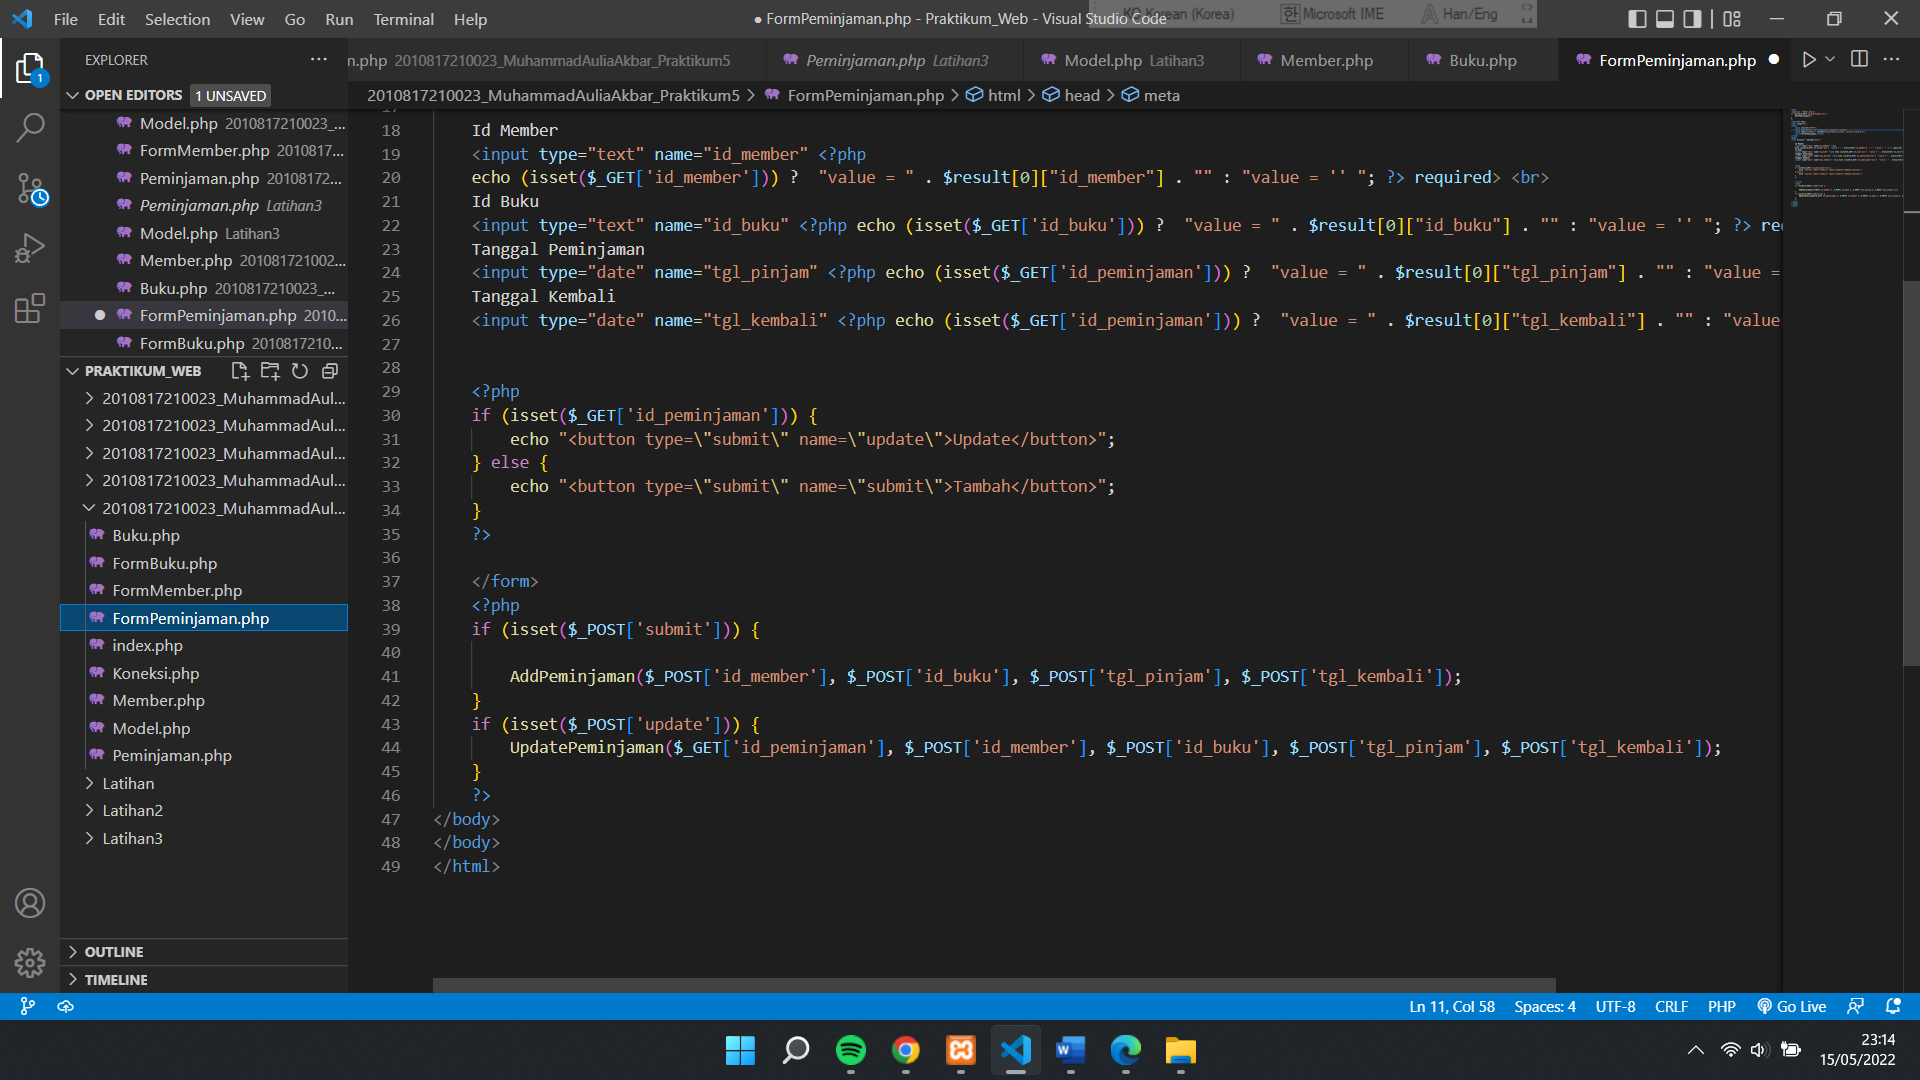 File Edit Selection View Go Run Terminal Help
● FormPeminjaman.php - Praktikum_Web - Visual Studio Code
KO Korean (Korea) 한 Microsoft IME A Han/Eng
EXPLORER
OPEN EDITORS 1 UNSAVED
Model.php 2010817210023_...
FormMember.php 2010817...
Peminjaman.php 20108172...
Peminjaman.php Latihan3
Model.php Latihan3
Member.php 201081721002...
Buku.php 2010817210023_...
FormPeminjaman.php 2010...
FormBuku.php 2010817210...
PRAKTIKUM_WEB
2010817210023_MuhammadAul...
2010817210023_MuhammadAul...
2010817210023_MuhammadAul...
2010817210023_MuhammadAul...
2010817210023_MuhammadAul...
Buku.php
FormBuku.php
FormMember.php
FormPeminjaman.php
index.php
Koneksi.php
Member.php
Model.php
Peminjaman.php
Latihan
Latihan2
Latihan3
OUTLINE
TIMELINE
n.php 2010817210023_MuhammadAuliaAkbar_Praktikum5 Peminjaman.php Latihan3 Model.php Latihan3 Member.php Buku.php FormPeminjaman.php
2010817210023_MuhammadAuliaAkbar_Praktikum5 > FormPeminjaman.php > html > head > meta
18 Id Member
19 <input type="text" name="id_member" <?php
20 echo (isset($_GET['id_member'])) ?  "value = " . $result[0]["id_member"] . "" : "value = '' "; ?> required> <br>
21 Id Buku
22 <input type="text" name="id_buku" <?php echo (isset($_GET['id_buku'])) ?  "value = " . $result[0]["id_buku"] . "" : "value = '' "; ?> re
23 Tanggal Peminjaman
24 <input type="date" name="tgl_pinjam" <?php echo (isset($_GET['id_peminjaman'])) ?  "value = " . $result[0]["tgl_pinjam"] . "" : "value =
25 Tanggal Kembali
26 <input type="date" name="tgl_kembali" <?php echo (isset($_GET['id_peminjaman'])) ?  "value = " . $result[0]["tgl_kembali"] . "" : "value
27
28
29 <?php
30 if (isset($_GET['id_peminjaman'])) {
31 echo "<button type=\"submit\" name=\"update\">Update</button>";
32 } else {
33 echo "<button type=\"submit\" name=\"submit\">Tambah</button>";
34 }
35 ?>
36
37 </form>
38 <?php
39 if (isset($_POST['submit'])) {
40
41 AddPeminjaman($_POST['id_member'], $_POST['id_buku'], $_POST['tgl_pinjam'], $_POST['tgl_kembali']);
42 }
43 if (isset($_POST['update'])) {
44 UpdatePeminjaman($_GET['id_peminjaman'], $_POST['id_member'], $_POST['id_buku'], $_POST['tgl_pinjam'], $_POST['tgl_kembali']);
45 }
46 ?>
47 </body>
48 </body>
49 </html>
Ln 11, Col 58 Spaces: 4 UTF-8 CRLF PHP Go Live
23:14
15/05/2022